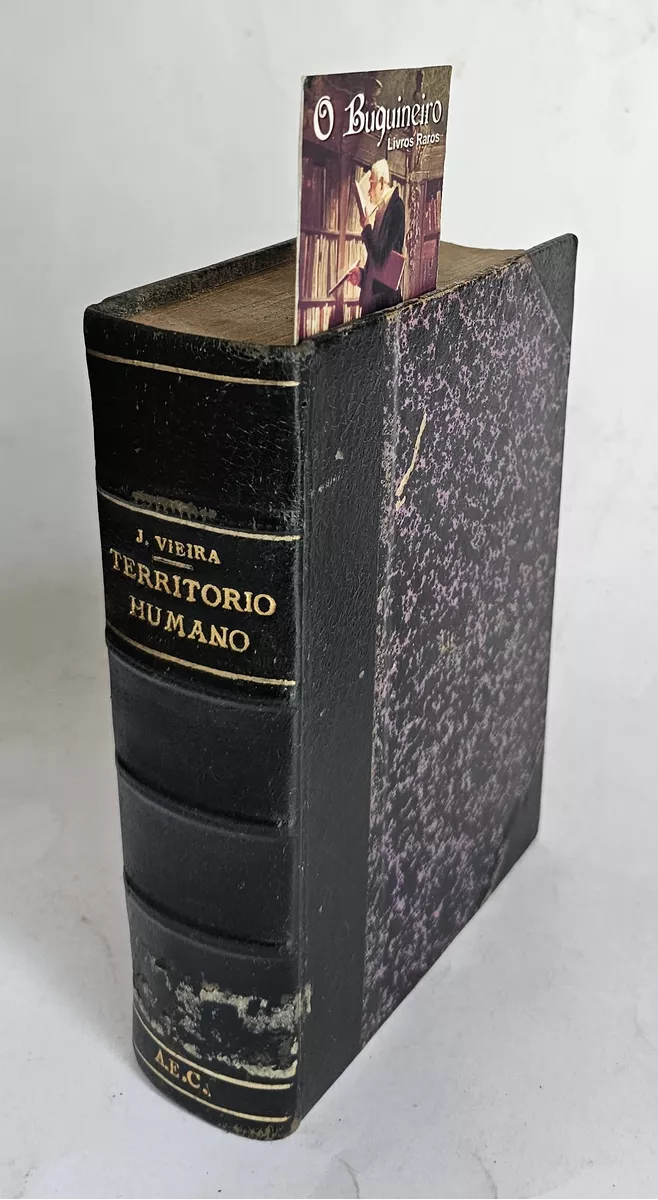 O Buquineiro
Livros Raros
J. VIEIRA
TERRITORIO
HUMANO
A.E.C.